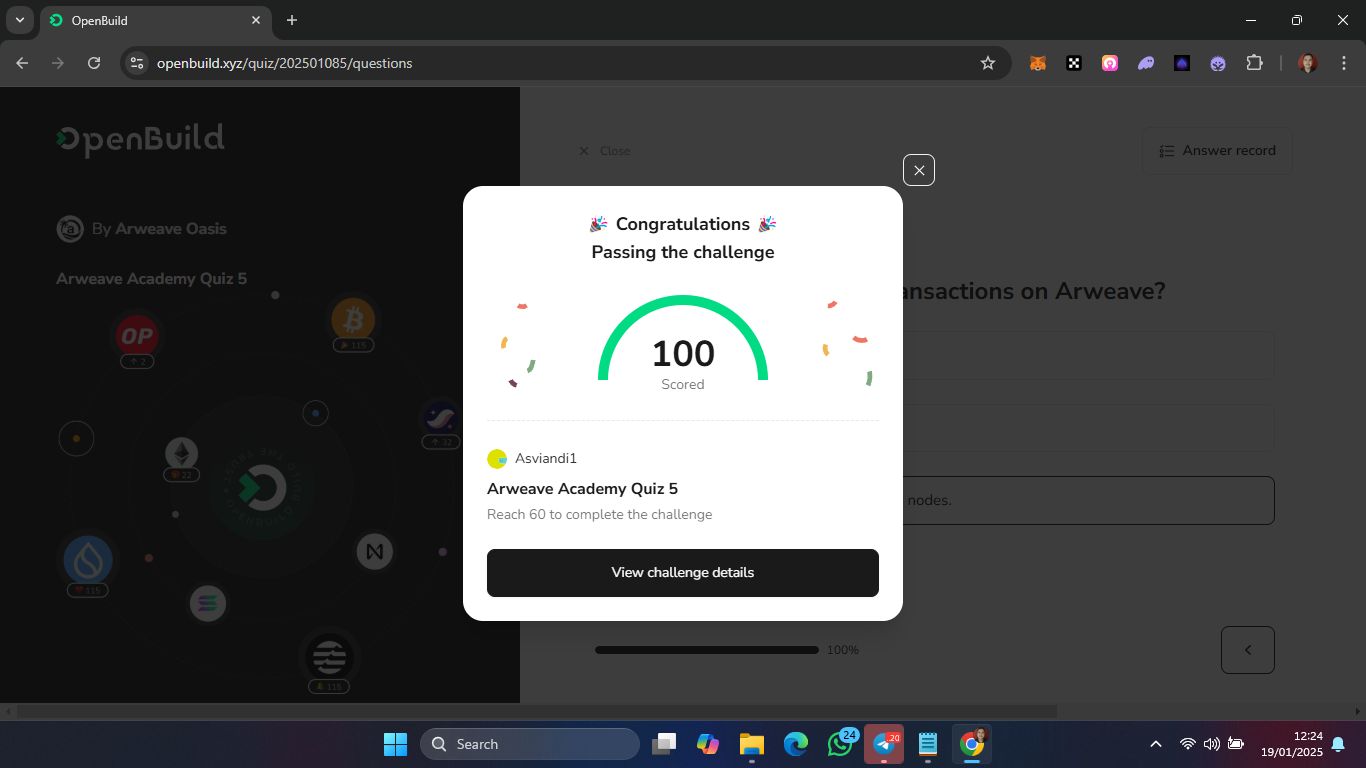 OpenBuild
openbuild.xyz/quiz/202501085/questions
OpenBuild
By Arweave Oasis
Arweave Academy Quiz 5
OP
2
115
32
22
115
115
Close
Answer record
ansactions on Arweave?
nodes.
100%
Congratulations
Passing the challenge
100
Scored
Asviandi1
Arweave Academy Quiz 5
Reach 60 to complete the challenge
View challenge details
Search
24
.20
12:24
19/01/2025